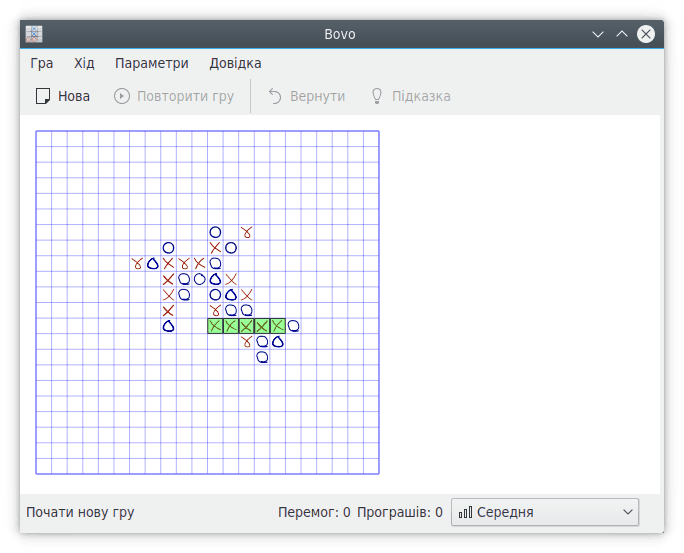 Bovo
Гра Хід Параметри Довідка
Нова Повторити гру Вернути Підказка
Почати нову гру Перемог: 0 Програшів: 0 Середня